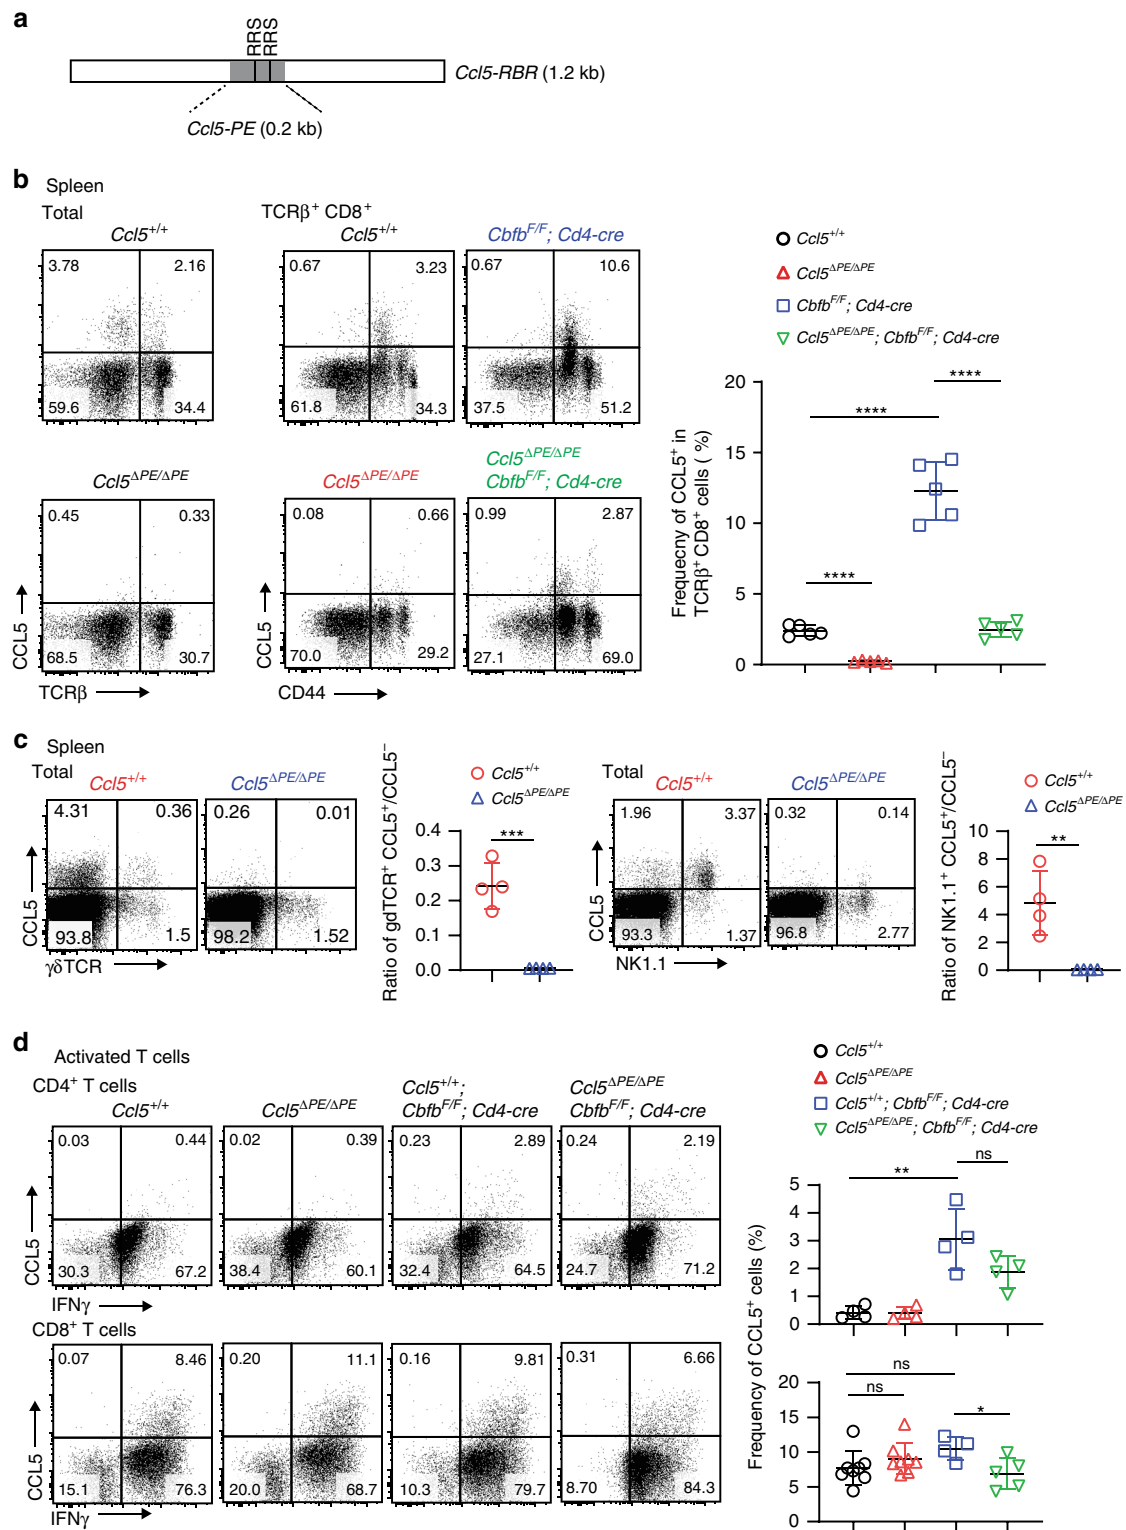 a
RRS
RRS
Ccl5-RBR (1.2 kb)
Ccl5-PE (0.2 kb)
b
Spleen
Total
TCRβ+ CD8+
Ccl5+/+
Ccl5+/+
CbfbF/F; Cd4-cre
3.78
2.16
59.6
34.4
0.67
3.23
61.8
34.3
0.67
10.6
37.5
51.2
Ccl5ΔPE/ΔPE
Ccl5ΔPE/ΔPE
Ccl5ΔPE/ΔPE
CbfbF/F; Cd4-cre
0.45
0.33
68.5
30.7
0.08
0.66
70.0
29.2
0.99
2.87
27.1
69.0
CCL5
TCRβ
CCL5
CD44
Ccl5+/+
Ccl5ΔPE/ΔPE
CbfbF/F; Cd4-cre
Ccl5ΔPE/ΔPE; CbfbF/F; Cd4-cre
Frequecny of CCL5+ in
TCRβ+CD8+ cells ( %)
20
15
10
5
0
****
****
****
c
Spleen
Total
Ccl5+/+
Ccl5ΔPE/ΔPE
4.31
0.36
93.8
1.5
0.26
0.01
98.2
1.52
CCL5
γδTCR
Ratio of gdTCR+ CCL5+/CCL5−
Ccl5+/+
Ccl5ΔPE/ΔPE
0.4
0.3
0.2
0.1
0.0
***
Total
Ccl5+/+
Ccl5ΔPE/ΔPE
1.96
3.37
93.3
1.37
0.32
0.14
96.8
2.77
CCL5
NK1.1
Ratio of NK1.1+ CCL5+/CCL5−
Ccl5+/+
Ccl5ΔPE/ΔPE
10
8
6
4
2
0
**
d
Activated T cells
CD4+ T cells
Ccl5+/+
Ccl5ΔPE/ΔPE
Ccl5+/+;
CbfbF/F; Cd4-cre
Ccl5ΔPE/ΔPE
CbfbF/F; Cd4-cre
0.03
0.44
30.3
67.2
0.02
0.39
38.4
60.1
0.23
2.89
32.4
64.5
0.24
2.19
24.7
71.2
CCL5
IFNγ
CD8+ T cells
0.07
8.46
15.1
76.3
0.20
11.1
20.0
68.7
0.16
9.81
10.3
79.7
0.31
6.66
8.70
84.3
CCL5
IFNγ
Ccl5+/+
Ccl5ΔPE/ΔPE
Ccl5+/+; CbfbF/F; Cd4-cre
Ccl5ΔPE/ΔPE; CbfbF/F; Cd4-cre
Frequency of CCL5+ cells (%)
5
4
3
2
1
0
**
ns
20
15
10
5
0
ns
ns
*